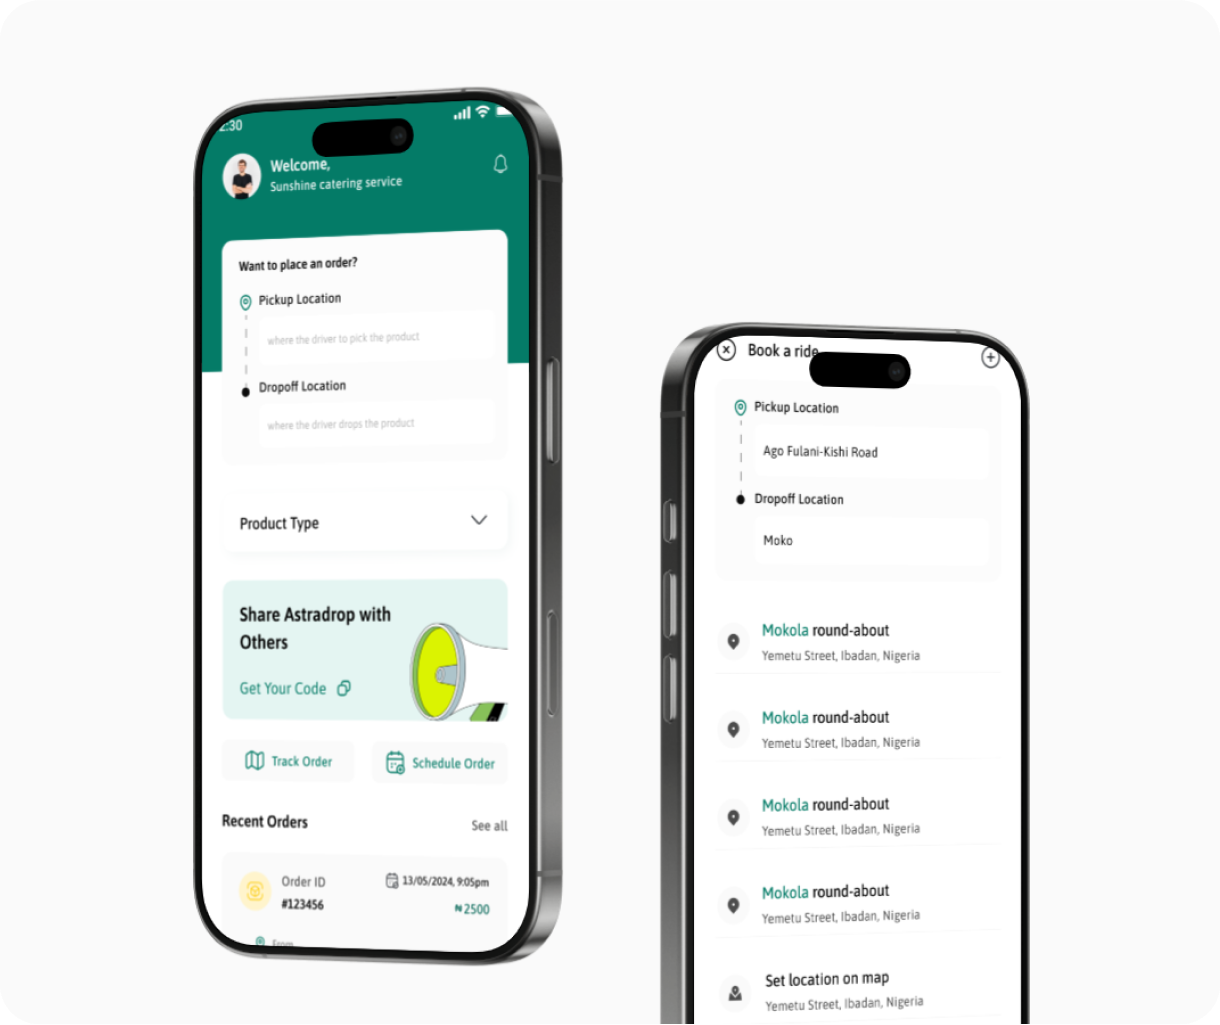 2:30
Welcome,
Sunshine catering service
Want to place an order?
Pickup Location
where the driver to pick the product
Dropoff Location
where the driver drops the product
Product Type
Share Astradrop with
Others
Get Your Code
Track Order
Schedule Order
Recent Orders
See all
Order ID
13/05/2024, 9:05pm
#123456
₦2500
From
Book a ride
Pickup Location
Ago Fulani-Kishi Road
Dropoff Location
Moko
Mokola round-about
Yemetu Street, Ibadan, Nigeria
Mokola round-about
Yemetu Street, Ibadan, Nigeria
Mokola round-about
Yemetu Street, Ibadan, Nigeria
Mokola round-about
Yemetu Street, Ibadan, Nigeria
Set location on map
Yemetu Street, Ibadan, Nigeria